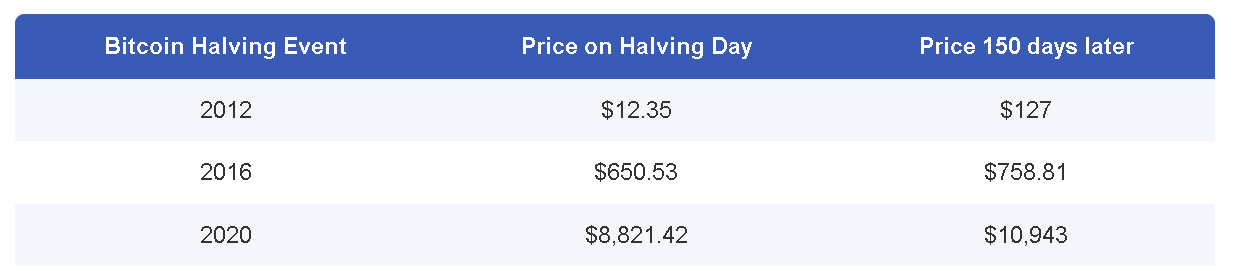 Bitcoin Halving Event Price on Halving Day Price 150 days later
2012 $12.35 $127
2016 $650.53 $758.81
2020 $8,821.42 $10,943